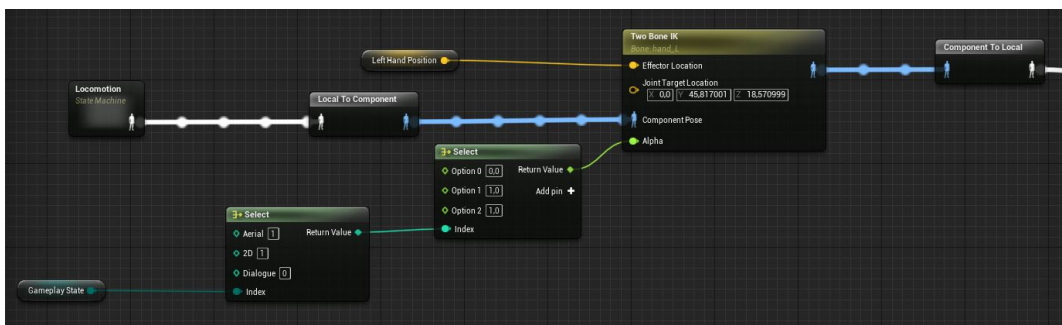 Two Bone IK
Bone: hand_L
Effector Location
Joint Target Location
X 0,0 Y 45,817001 Z 18,570999
Component Pose
Alpha
Left Hand Position
Component To Local
Locomotion
State Machine
Local To Component
Select
Option 0 0,0 Return Value
Option 1 1,0 Add pin +
Option 2 1,0
Index
Select
Aerial 1 Return Value
2D 1
Dialogue 0
Index
Gameplay State